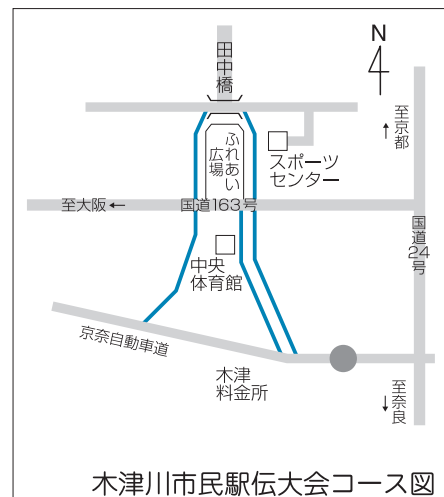 田中橋
N
至京都
↑
ふれあい
広場
スポーツ
センター
至大阪←
国道163号
国道24号
中央
体育館
京奈自動車道
木津
料金所
↓
至奈良
木津川市民駅伝大会コース図